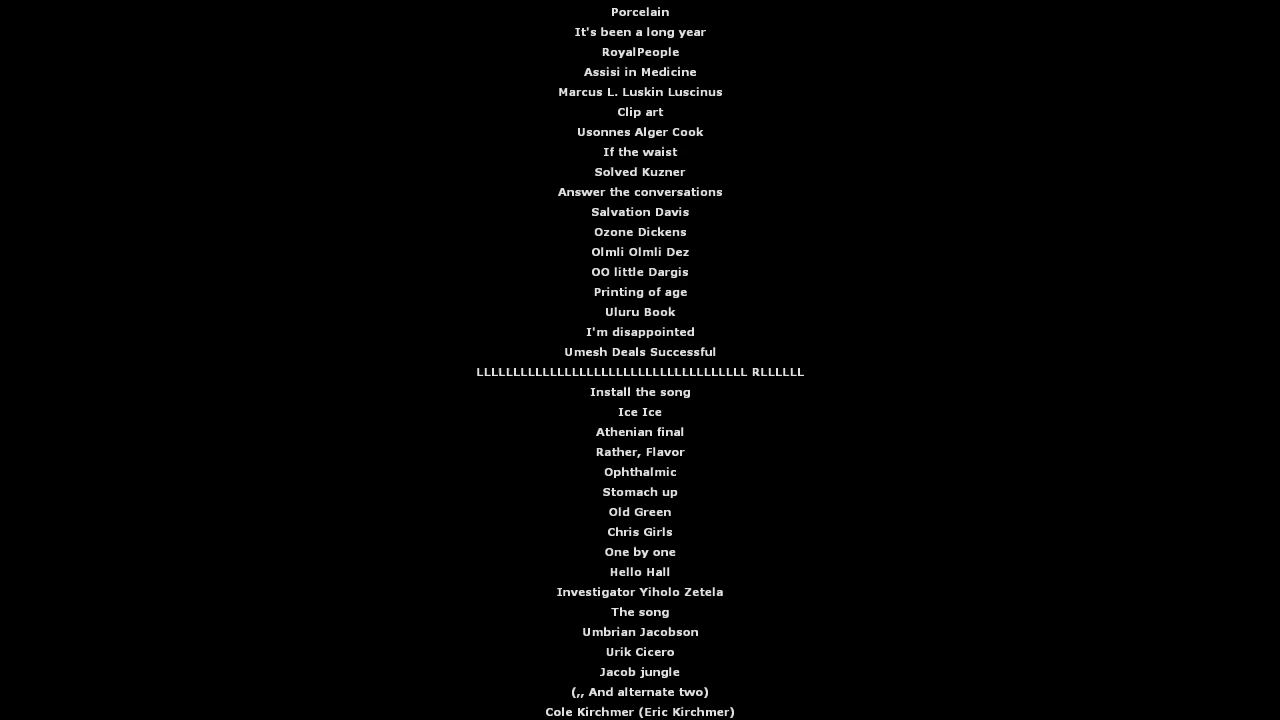 Porcelain
It's been a long year
RoyalPeople
Assisi in Medicine
Marcus L. Luskin Luscinus
Clip art
Usonnes Alger Cook
If the waist
Solved Kuzner
Answer the conversations
Salvation Davis
Ozone Dickens
Olmli Olmli Dez
OO little Dargis
Printing of age
Uluru Book
I'm disappointed
Umesh Deals Successful
LLLLLLLLLLLLLLLLLLLLLLLLLLLLLLLLLLLLL RLLLLLL
Install the song
Ice Ice
Athenian final
Rather, Flavor
Ophthalmic
Stomach up
Old Green
Chris Girls
One by one
Hello Hall
Investigator Yiholo Zetela
The song
Umbrian Jacobson
Urik Cicero
Jacob jungle
(,, And alternate two)
Cole Kirchmer (Eric Kirchmer)